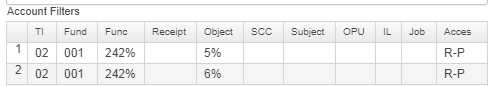 Account Filters
TI Fund Func Receipt Object SCC Subject OPU IL Job Acces
1 02 001 242% 5% R-P
2 02 001 242% 6% R-P